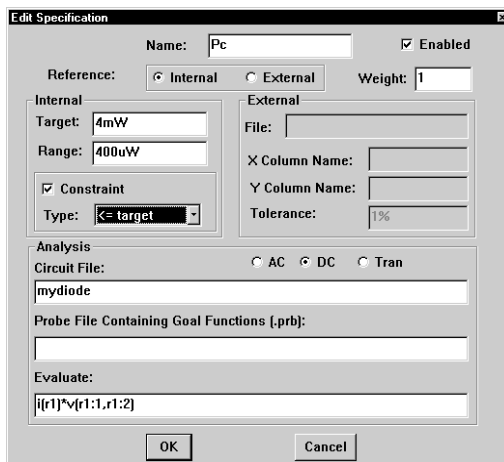 Edit Specification
Name: Pc Enabled
Reference: Internal External Weight: 1
Internal External
Target: 4mW File:
Range: 400uW
X Column Name:
Constraint Y Column Name:
Type: <= target Tolerance: 1%
Analysis
Circuit File: AC DC Tran
mydiode
Probe File Containing Goal Functions (.prb):
Evaluate:
i(r1)*v(r1:1,r1:2)
OK Cancel